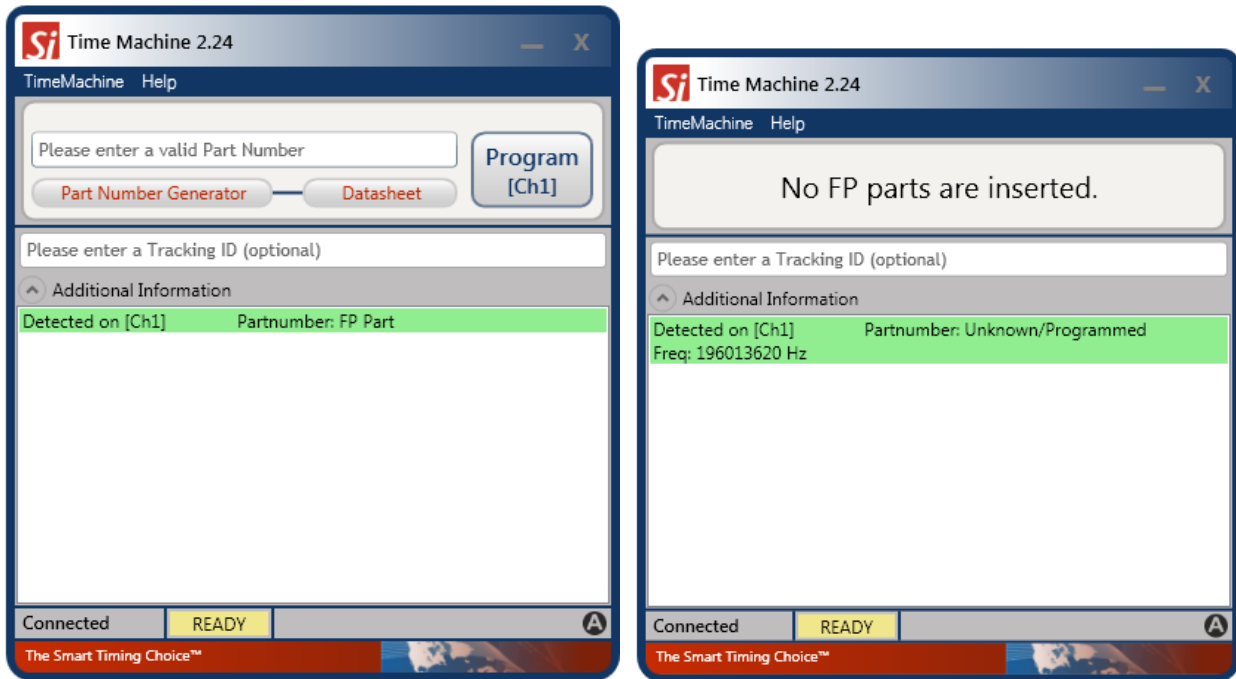 Si Time Machine 2.24 — X
TimeMachine Help
Please enter a valid Part Number
Part Number Generator Datasheet
Program
[Ch1]
Please enter a Tracking ID (optional)
Additional Information
Detected on [Ch1] Partnumber: FP Part
Connected READY A
The Smart Timing Choice™
Si Time Machine 2.24 — X
TimeMachine Help
No FP parts are inserted.
Please enter a Tracking ID (optional)
Additional Information
Detected on [Ch1] Partnumber: Unknown/Programmed
Freq: 196013620 Hz
Connected READY A
The Smart Timing Choice™